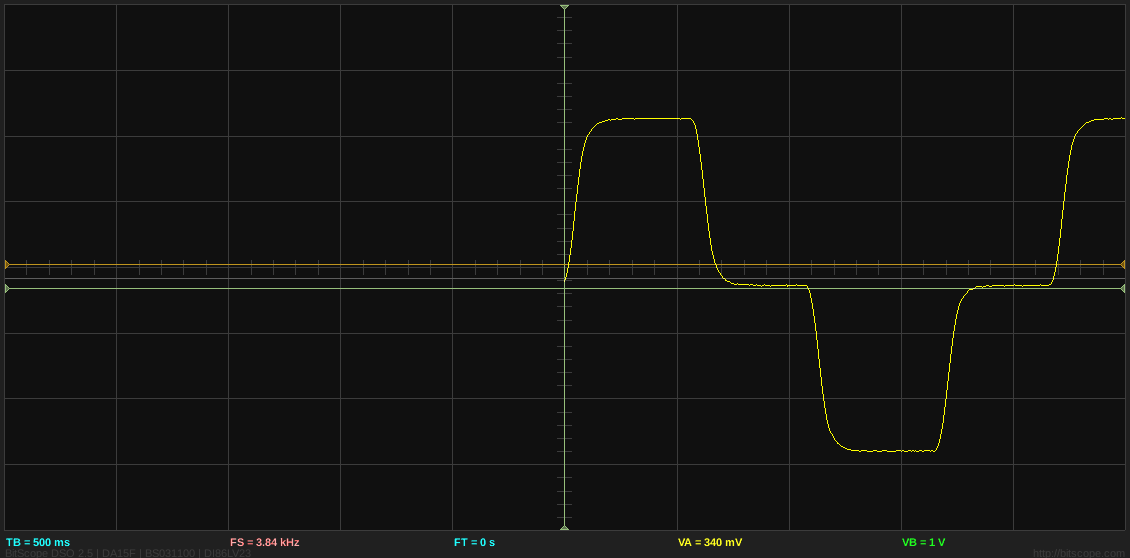 TB = 500 ms FS = 3.84 kHz FT = 0 s VA = 340 mV VB = 1 V
BitScope DSO 2.5 | DA15F | BS031100 | DI86LV23 http://bitscope.com